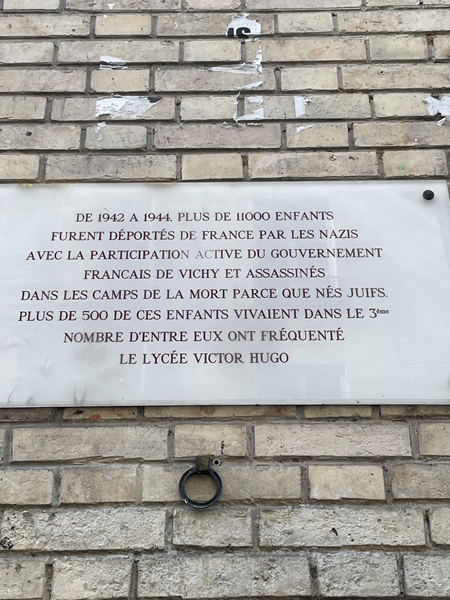 DE 1942 A 1944. PLUS DE 11000 ENFANTS
FURENT DÉPORTÉS DE FRANCE PAR LES NAZIS
AVEC LA PARTICIPATION ACTIVE DU GOUVERNEMENT
FRANCAIS DE VICHY ET ASSASSINÉS
DANS LES CAMPS DE LA MORT PARCE QUE NÉS JUIFS.
PLUS DE 500 DE CES ENFANTS VIVAIENT DANS LE 3ème
NOMBRE D'ENTRE EUX ONT FRÉQUENTÉ
LE LYCÉE VICTOR HUGO